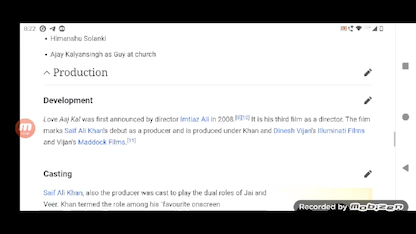 8:22
• Himanshu Solanki
• Ajay Kalyansingh as Guy at church
Production
Development
Love Aaj Kal was first announced by director Imtiaz Ali in 2008.[9][10] It is his third film as a director. The film
marks Saif Ali Khan's debut as a producer and is produced under Khan and Dinesh Vijan's Illuminati Films
and Vijan's Maddock Films.[11]
Casting
Saif Ali Khan, also the producer was cast to play the dual roles of Jai and
Veer. Khan termed the role among his "favourite onscreen
Recorded by Mobizen